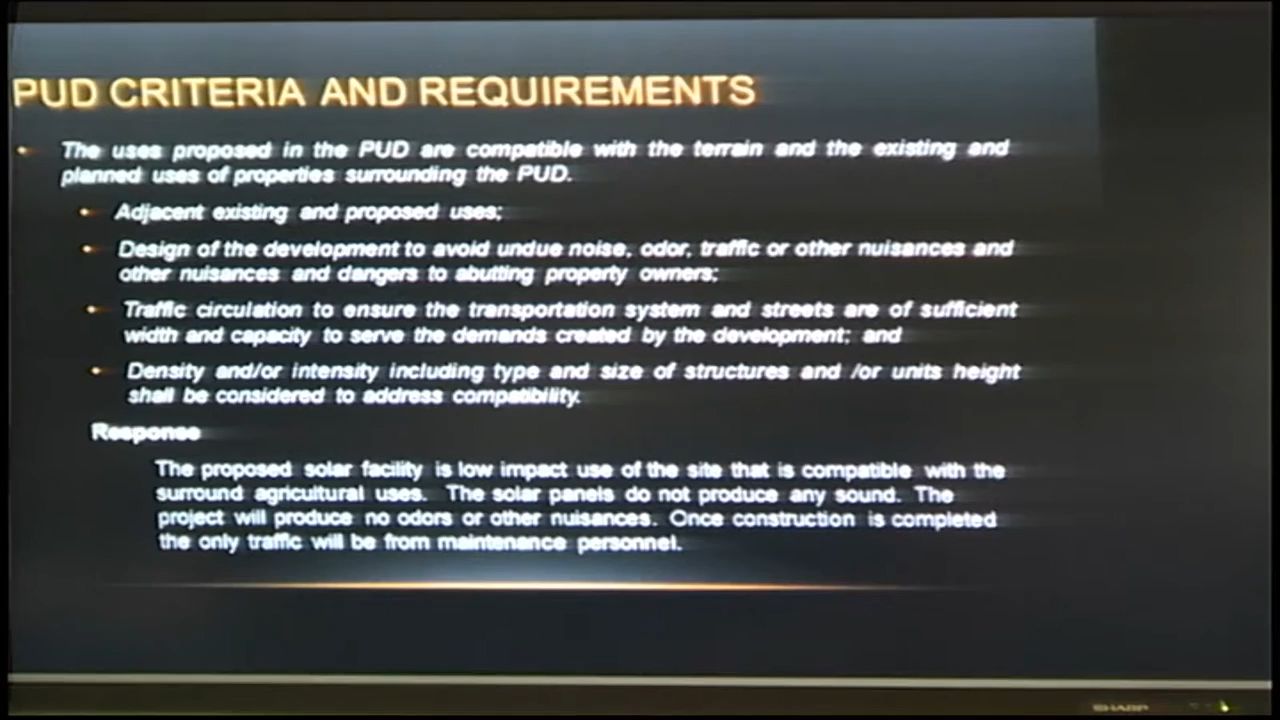 PUD CRITERIA AND REQUIREMENTS
• The uses proposed in the PUD are compatible with the terrain and the existing and
planned uses of properties surrounding the PUD.
• Adjacent existing and proposed uses;
• Design of the development to avoid undue noise, odor, traffic or other nuisances and
other nuisances and dangers to abutting property owners;
• Traffic circulation to ensure the transportation system and streets are of sufficient
width and capacity to serve the demands created by the development; and
• Density and/or intensity including type and size of structures and /or units height
shall be considered to address compatibility.
Response
The proposed solar facility is low impact use of the site that is compatible with the
surround agricultural uses. The solar panels do not produce any sound. The
project will produce no odors or other nuisances. Once construction is completed
the only traffic will be from maintenance personnel.
SHARP